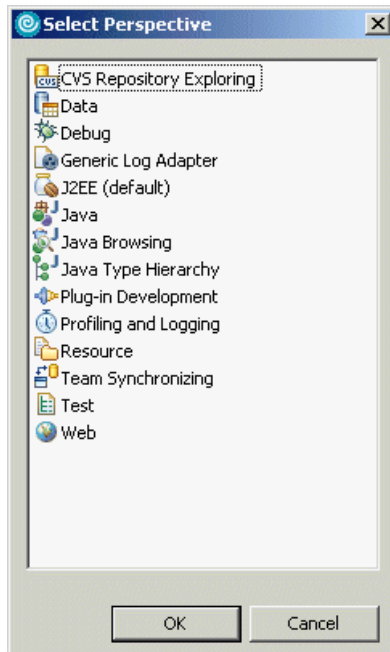 Select Perspective
CVS Repository Exploring
Data
Debug
Generic Log Adapter
J2EE (default)
Java
Java Browsing
Java Type Hierarchy
Plug-in Development
Profiling and Logging
Resource
Team Synchronizing
Test
Web
OK Cancel